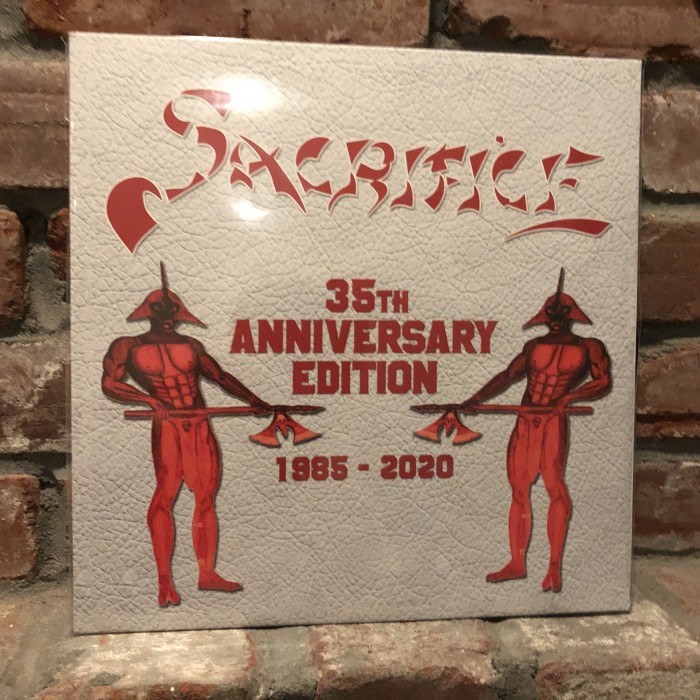 SACRIFICE
35TH
ANNIVERSARY
EDITION
1985 - 2020